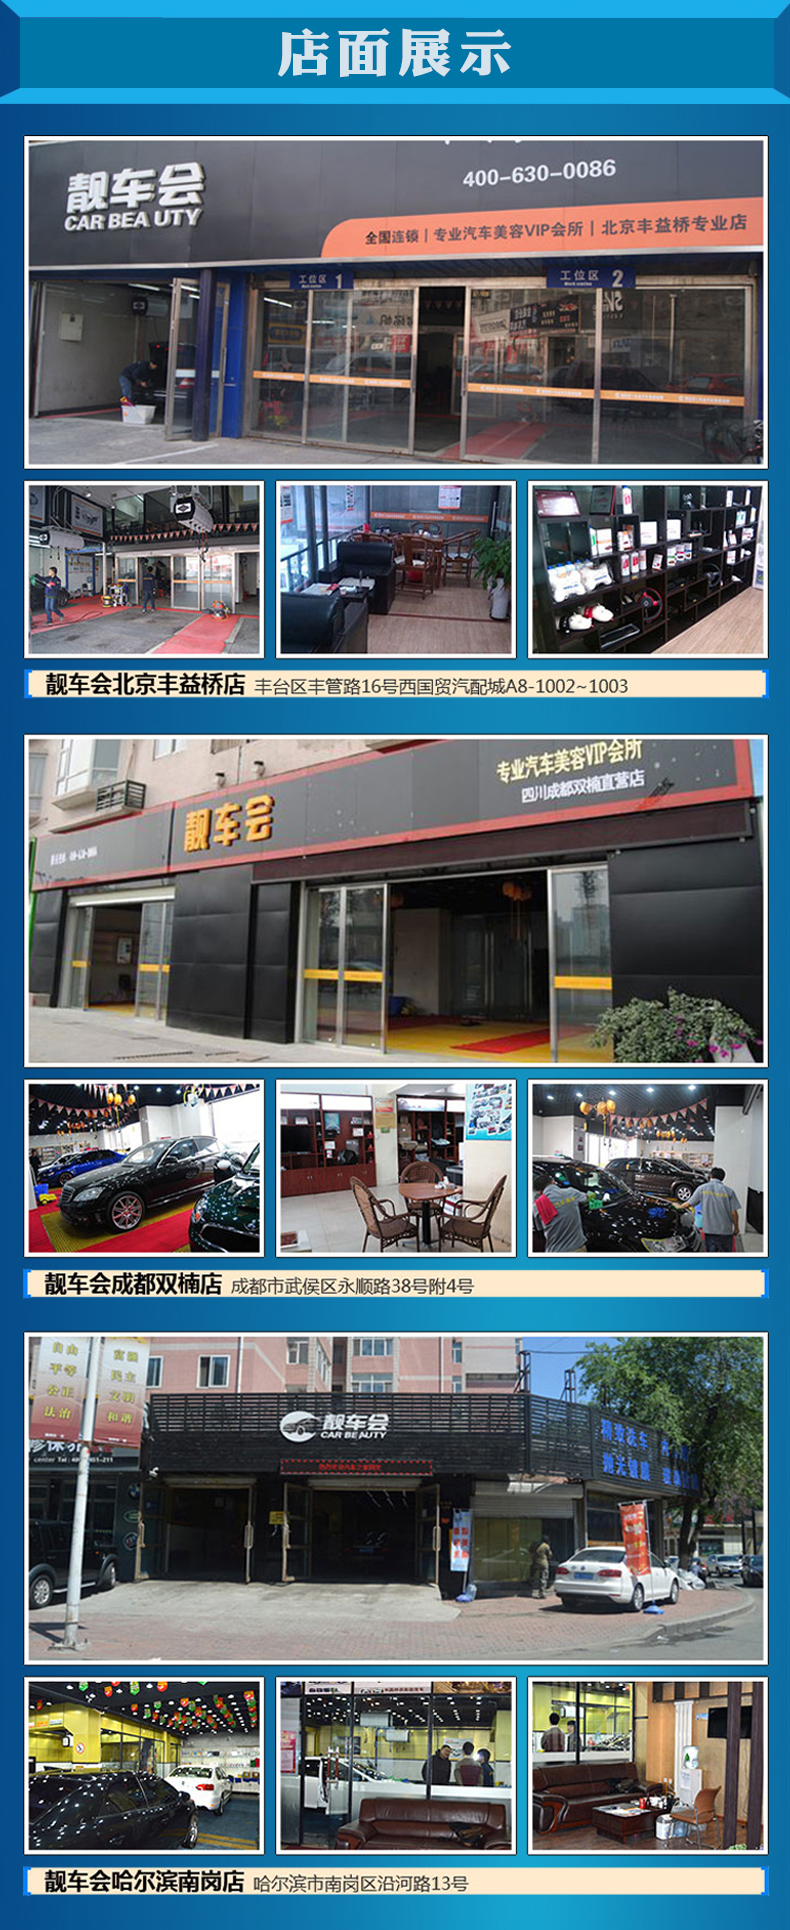 店面展示
400-630-0086
靓车会
CAR BEAUTY
全国连锁 | 专业汽车美容VIP会所 | 北京丰益桥专业店
工位区 1
工位区 2
靓车会北京丰益桥店 丰台区丰管路16号西国贸汽配城A8-1002~1003
专业汽车美容VIP会所
四川成都双楠直营店
靓车会
靓车会成都双楠店 成都市武侯区永顺路38号附4号
自由 富强
平等 民主
公正 文明
法治 和谐
靓车会
CAR BEAUTY
靓车会哈尔滨南岗店 哈尔滨市南岗区沿河路13号